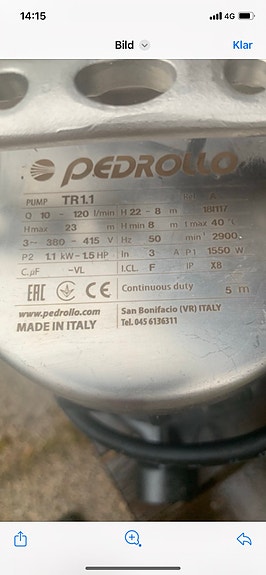 14:15
4G
Bild
Klar
PEDROLLO
PUMP TR1.1
Q 10 – 120 l/min H 22 – 8 m 18H17
Hmax 23 m H min 8 m t max 40 °C
3~ 380 – 415 V Hz 50 min⁻¹ 2900
P2 1.1 kW – 1.5 HP In 3 A P1 1550 W
C.µF ~VL I.CL. F IP X8
EAC CE Continuous duty 5 m
www.pedrollo.com San Bonifacio (VR) ITALY
MADE IN ITALY Tel. 045 6136311